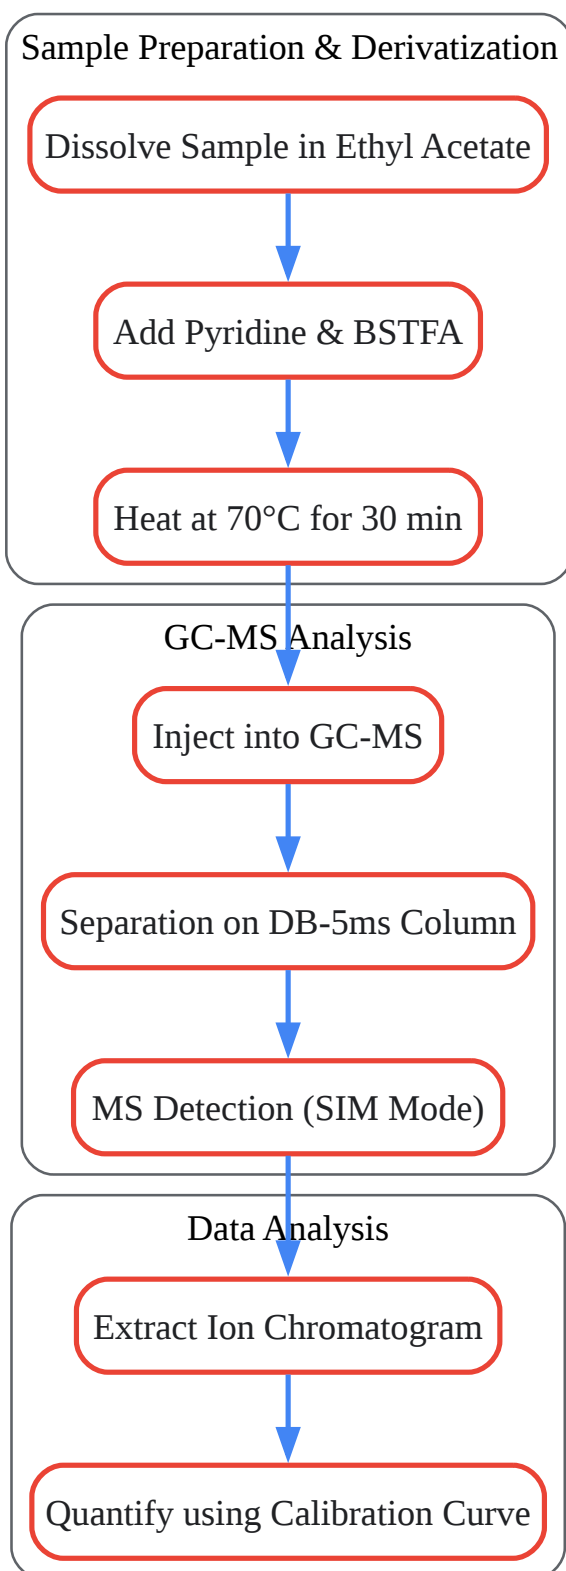 Sample Preparation & Derivatization
Dissolve Sample in Ethyl Acetate
Add Pyridine & BSTFA
Heat at 70°C for 30 min
GC-MS Analysis
Inject into GC-MS
Separation on DB-5ms Column
MS Detection (SIM Mode)
Data Analysis
Extract Ion Chromatogram
Quantify using Calibration Curve